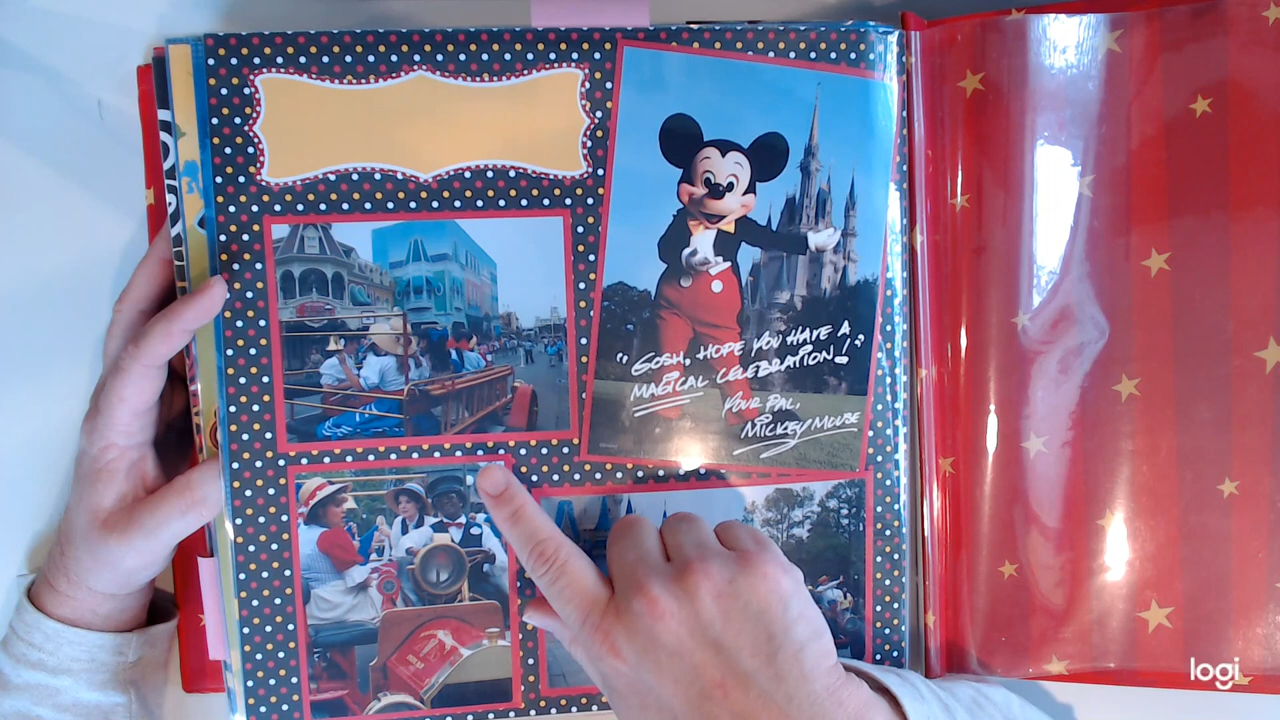 "GOSH, HOPE YOU HAVE A
MAGICAL CELEBRATION!"
YOUR PAL,
MICKEY MOUSE
logi